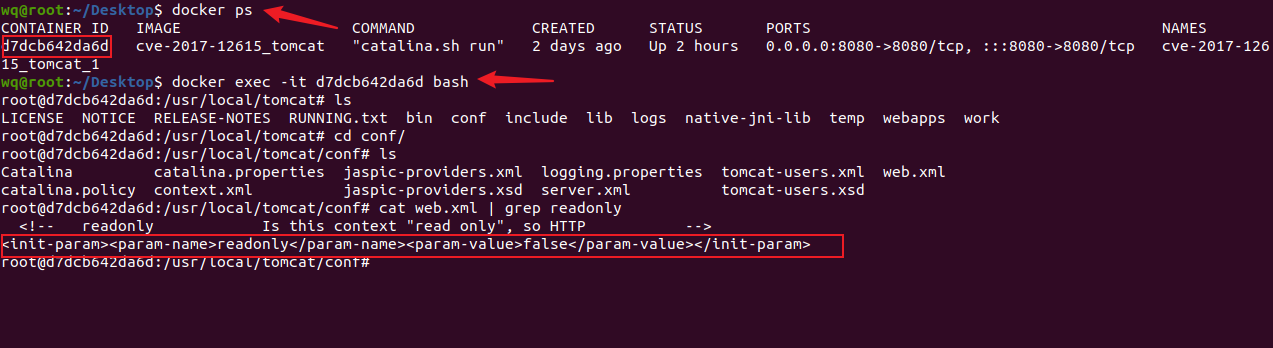 wq@root:~/Desktop$ docker ps
CONTAINER ID   IMAGE                   COMMAND             CREATED      STATUS       PORTS                                       NAMES
d7dcb642da6d   cve-2017-12615_tomcat   "catalina.sh run"   2 days ago   Up 2 hours   0.0.0.0:8080->8080/tcp, :::8080->8080/tcp   cve-2017-126
15_tomcat_1
wq@root:~/Desktop$ docker exec -it d7dcb642da6d bash
root@d7dcb642da6d:/usr/local/tomcat# ls
LICENSE  NOTICE  RELEASE-NOTES  RUNNING.txt  bin  conf  include  lib  logs  native-jni-lib  temp  webapps  work
root@d7dcb642da6d:/usr/local/tomcat# cd conf/
root@d7dcb642da6d:/usr/local/tomcat/conf# ls
Catalina         catalina.properties  jaspic-providers.xml  logging.properties  tomcat-users.xml  web.xml
catalina.policy  context.xml          jaspic-providers.xsd  server.xml          tomcat-users.xsd
root@d7dcb642da6d:/usr/local/tomcat/conf# cat web.xml | grep readonly
  <!--   readonly            Is this context "read only", so HTTP           -->
<init-param><param-name>readonly</param-name><param-value>false</param-value></init-param>
root@d7dcb642da6d:/usr/local/tomcat/conf#